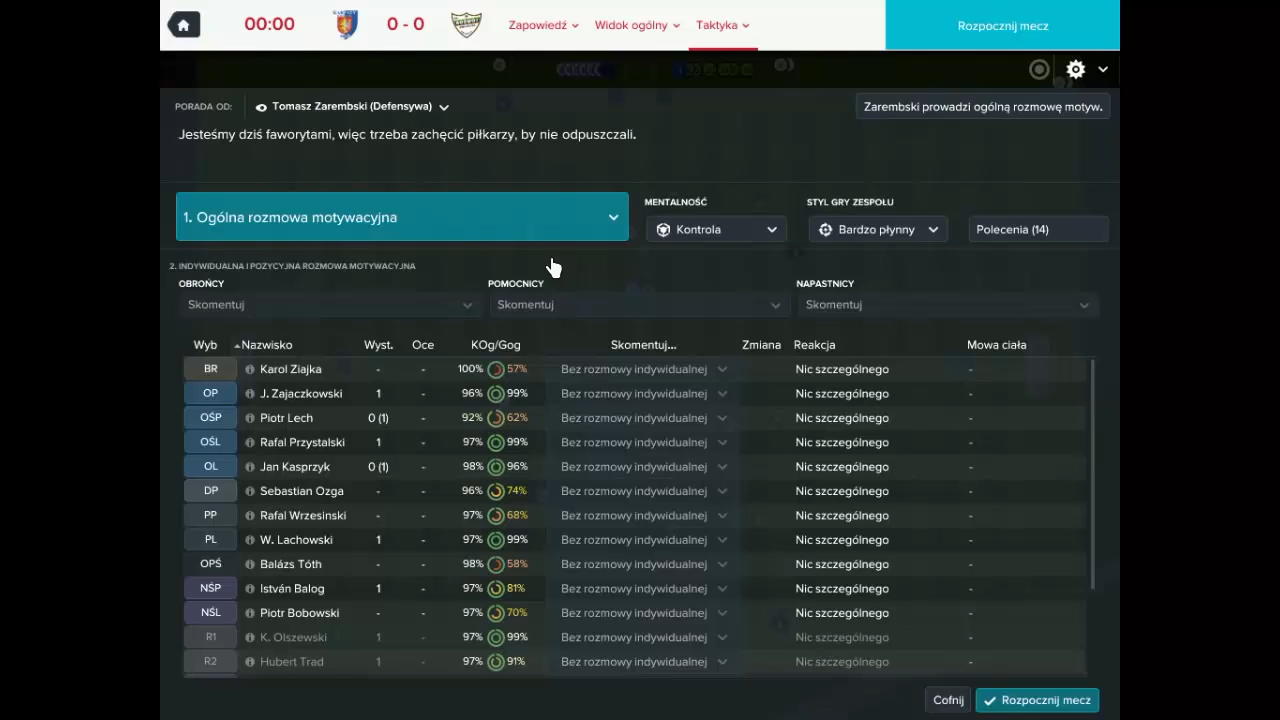 00:00 0 - 0 Zapowiedź Widok ogólny Taktyka Rozpocznij mecz
PORADA OD: Tomasz Zarembski (Defensywa) Zarembski prowadzi ogólną rozmowę motyw.
Jesteśmy dziś faworytami, więc trzeba zachęcić piłkarzy, by nie odpuszczali.
MENTALNOŚĆ STYL GRY ZESPOŁU
1. Ogólna rozmowa motywacyjna Kontrola Bardzo płynny Polecenia (14)
2. INDYWIDUALNA I POZYCYJNA ROZMOWA MOTYWACYJNA
OBROŃCY POMOCNICY NAPASTNICY
Skomentuj Skomentuj Skomentuj
Wyb Nazwisko Wyst. Oce KOg/Gog Skomentuj... Zmiana Reakcja Mowa ciała
BR Karol Ziajka - - 100% 57% Bez rozmowy indywidualnej Nic szczególnego -
OP J. Zajaczkowski 1 - 96% 99% Bez rozmowy indywidualnej Nic szczególnego -
OŚP Piotr Lech 0 (1) - 92% 62% Bez rozmowy indywidualnej Nic szczególnego -
OŚL Rafal Przystalski 1 - 97% 99% Bez rozmowy indywidualnej Nic szczególnego -
OL Jan Kasprzyk 0 (1) - 98% 96% Bez rozmowy indywidualnej Nic szczególnego -
DP Sebastian Ozga - - 96% 74% Bez rozmowy indywidualnej Nic szczególnego -
PP Rafal Wrzesinski - - 97% 68% Bez rozmowy indywidualnej Nic szczególnego -
PL W. Lachowski 1 - 97% 99% Bez rozmowy indywidualnej Nic szczególnego -
OPŚ Balázs Tóth - - 98% 58% Bez rozmowy indywidualnej Nic szczególnego -
NŚP István Balog 1 - 97% 81% Bez rozmowy indywidualnej Nic szczególnego -
NŚL Piotr Bobowski - - 97% 70% Bez rozmowy indywidualnej Nic szczególnego -
R1 K. Olszewski 1 - 97% 99% Bez rozmowy indywidualnej Nic szczególnego -
R2 Hubert Trad 1 - 97% 91% Bez rozmowy indywidualnej Nic szczególnego -
Cofnij Rozpocznij mecz